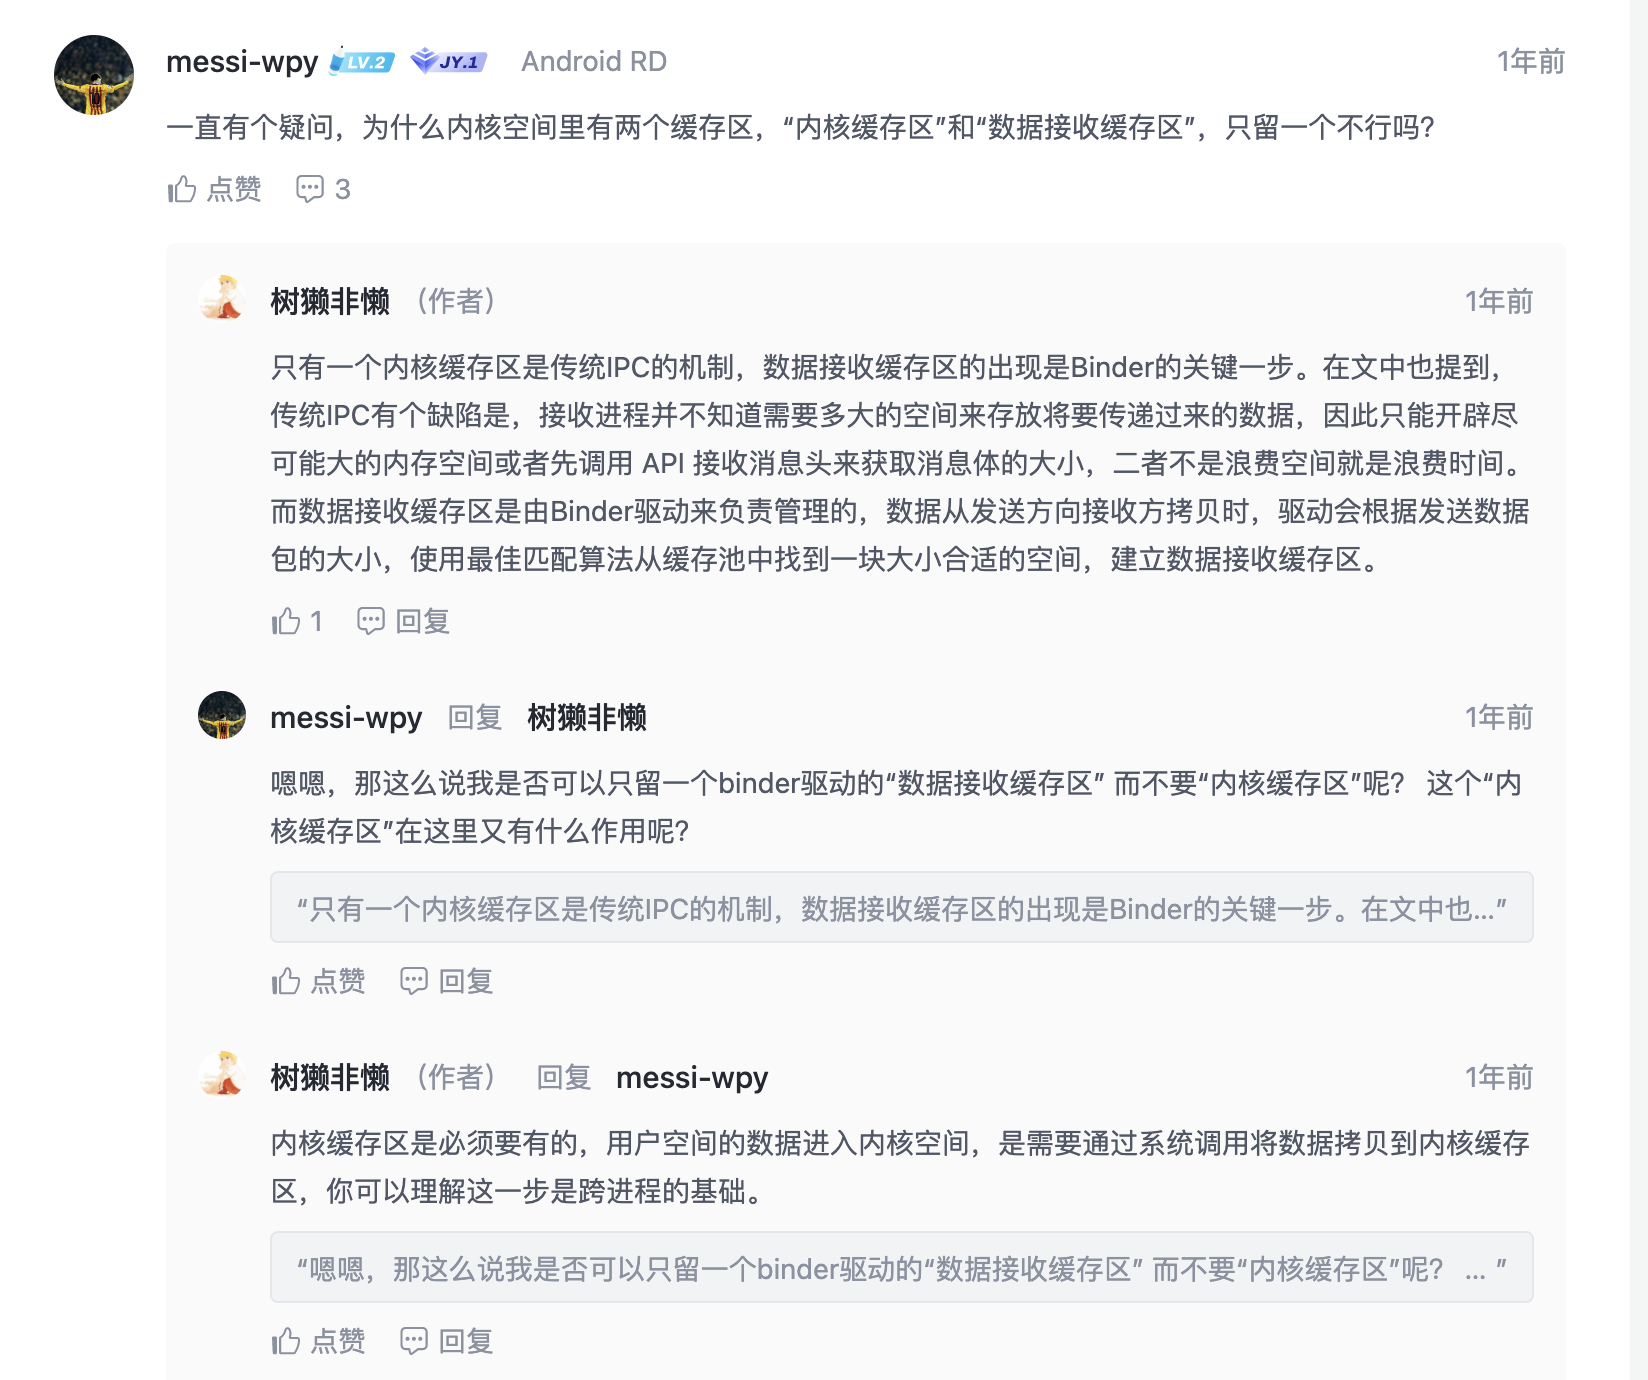 messi-wpy LV.2 JY.1 Android RD 1年前
一直有个疑问，为什么内核空间里有两个缓存区，“内核缓存区”和“数据接收缓存区”，只留一个不行吗?
点赞 3
树獭非懒 （作者） 1年前
只有一个内核缓存区是传统IPC的机制，数据接收缓存区的出现是Binder的关键一步。在文中也提到，
传统IPC有个缺陷是，接收进程并不知道需要多大的空间来存放将要传递过来的数据，因此只能开辟尽
可能大的内存空间或者先调用 API 接收消息头来获取消息体的大小，二者不是浪费空间就是浪费时间。
而数据接收缓存区是由Binder驱动来负责管理的，数据从发送方向接收方拷贝时，驱动会根据发送数据
包的大小，使用最佳匹配算法从缓存池中找到一块大小合适的空间，建立数据接收缓存区。
1 回复
messi-wpy 回复 树獭非懒 1年前
嗯嗯，那这么说我是否可以只留一个binder驱动的“数据接收缓存区” 而不要“内核缓存区”呢? 这个“内
核缓存区”在这里又有什么作用呢?
“只有一个内核缓存区是传统IPC的机制，数据接收缓存区的出现是Binder的关键一步。在文中也...”
点赞 回复
树獭非懒 （作者） 回复 messi-wpy 1年前
内核缓存区是必须要有的，用户空间的数据进入内核空间，是需要通过系统调用将数据拷贝到内核缓存
区，你可以理解这一步是跨进程的基础。
“嗯嗯，那这么说我是否可以只留一个binder驱动的“数据接收缓存区” 而不要“内核缓存区”呢? ... ”
点赞 回复